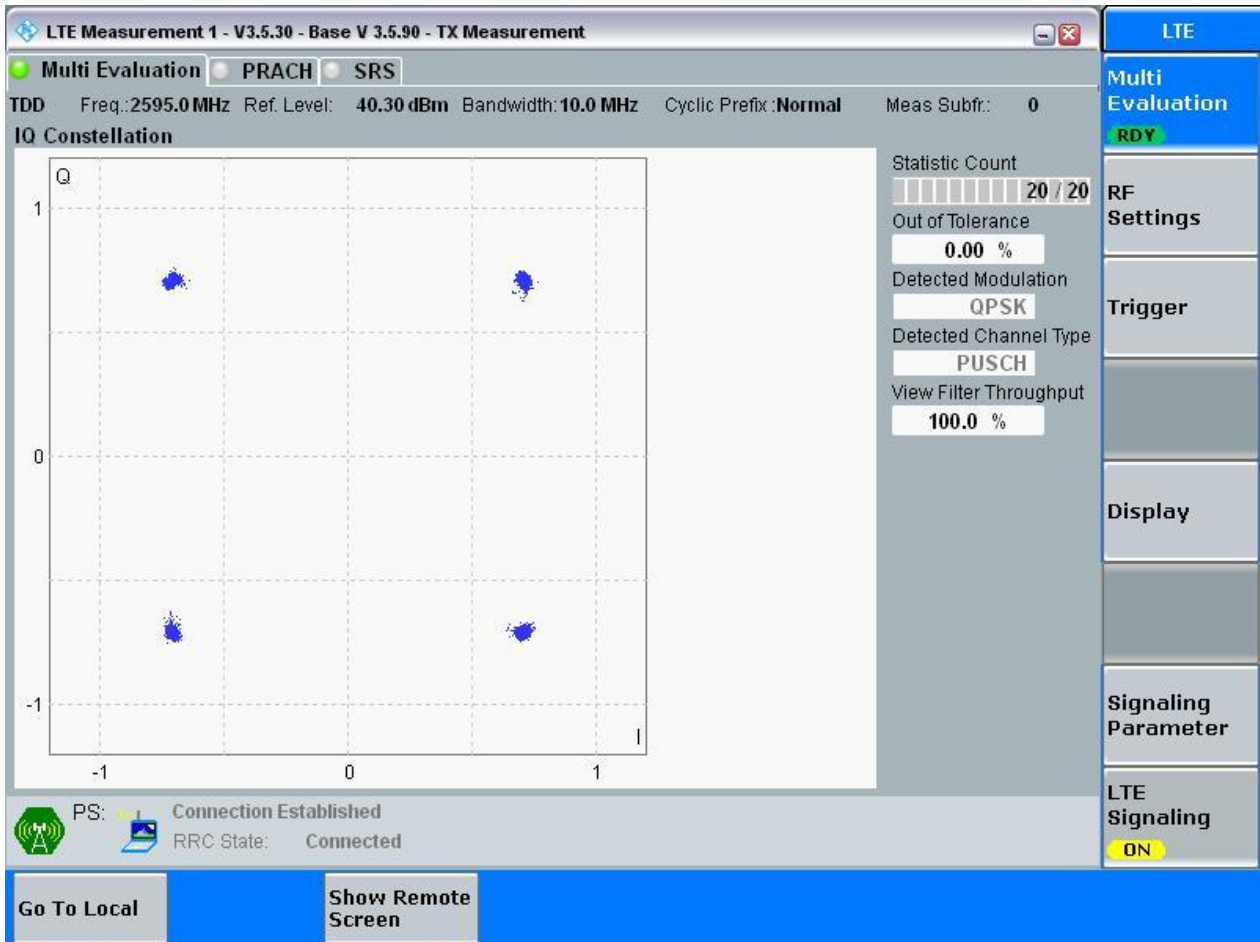 LTE Measurement 1 - V3.5.30 - Base V 3.5.90 - TX Measurement
Multi Evaluation PRACH SRS
TDD Freq.:2595.0 MHz Ref. Level: 40.30 dBm Bandwidth:10.0 MHz Cyclic Prefix :Normal Meas Subfr.: 0
IQ Constellation
Q
1
0
-1
I
-1 0 1
Statistic Count
20 / 20
Out of Tolerance
0.00 %
Detected Modulation
QPSK
Detected Channel Type
PUSCH
View Filter Throughput
100.0 %
PS: Connection Established
RRC State: Connected
LTE
Multi
Evaluation
RDY
RF
Settings
Trigger
Display
Signaling
Parameter
LTE
Signaling
ON
Go To Local
Show Remote
Screen